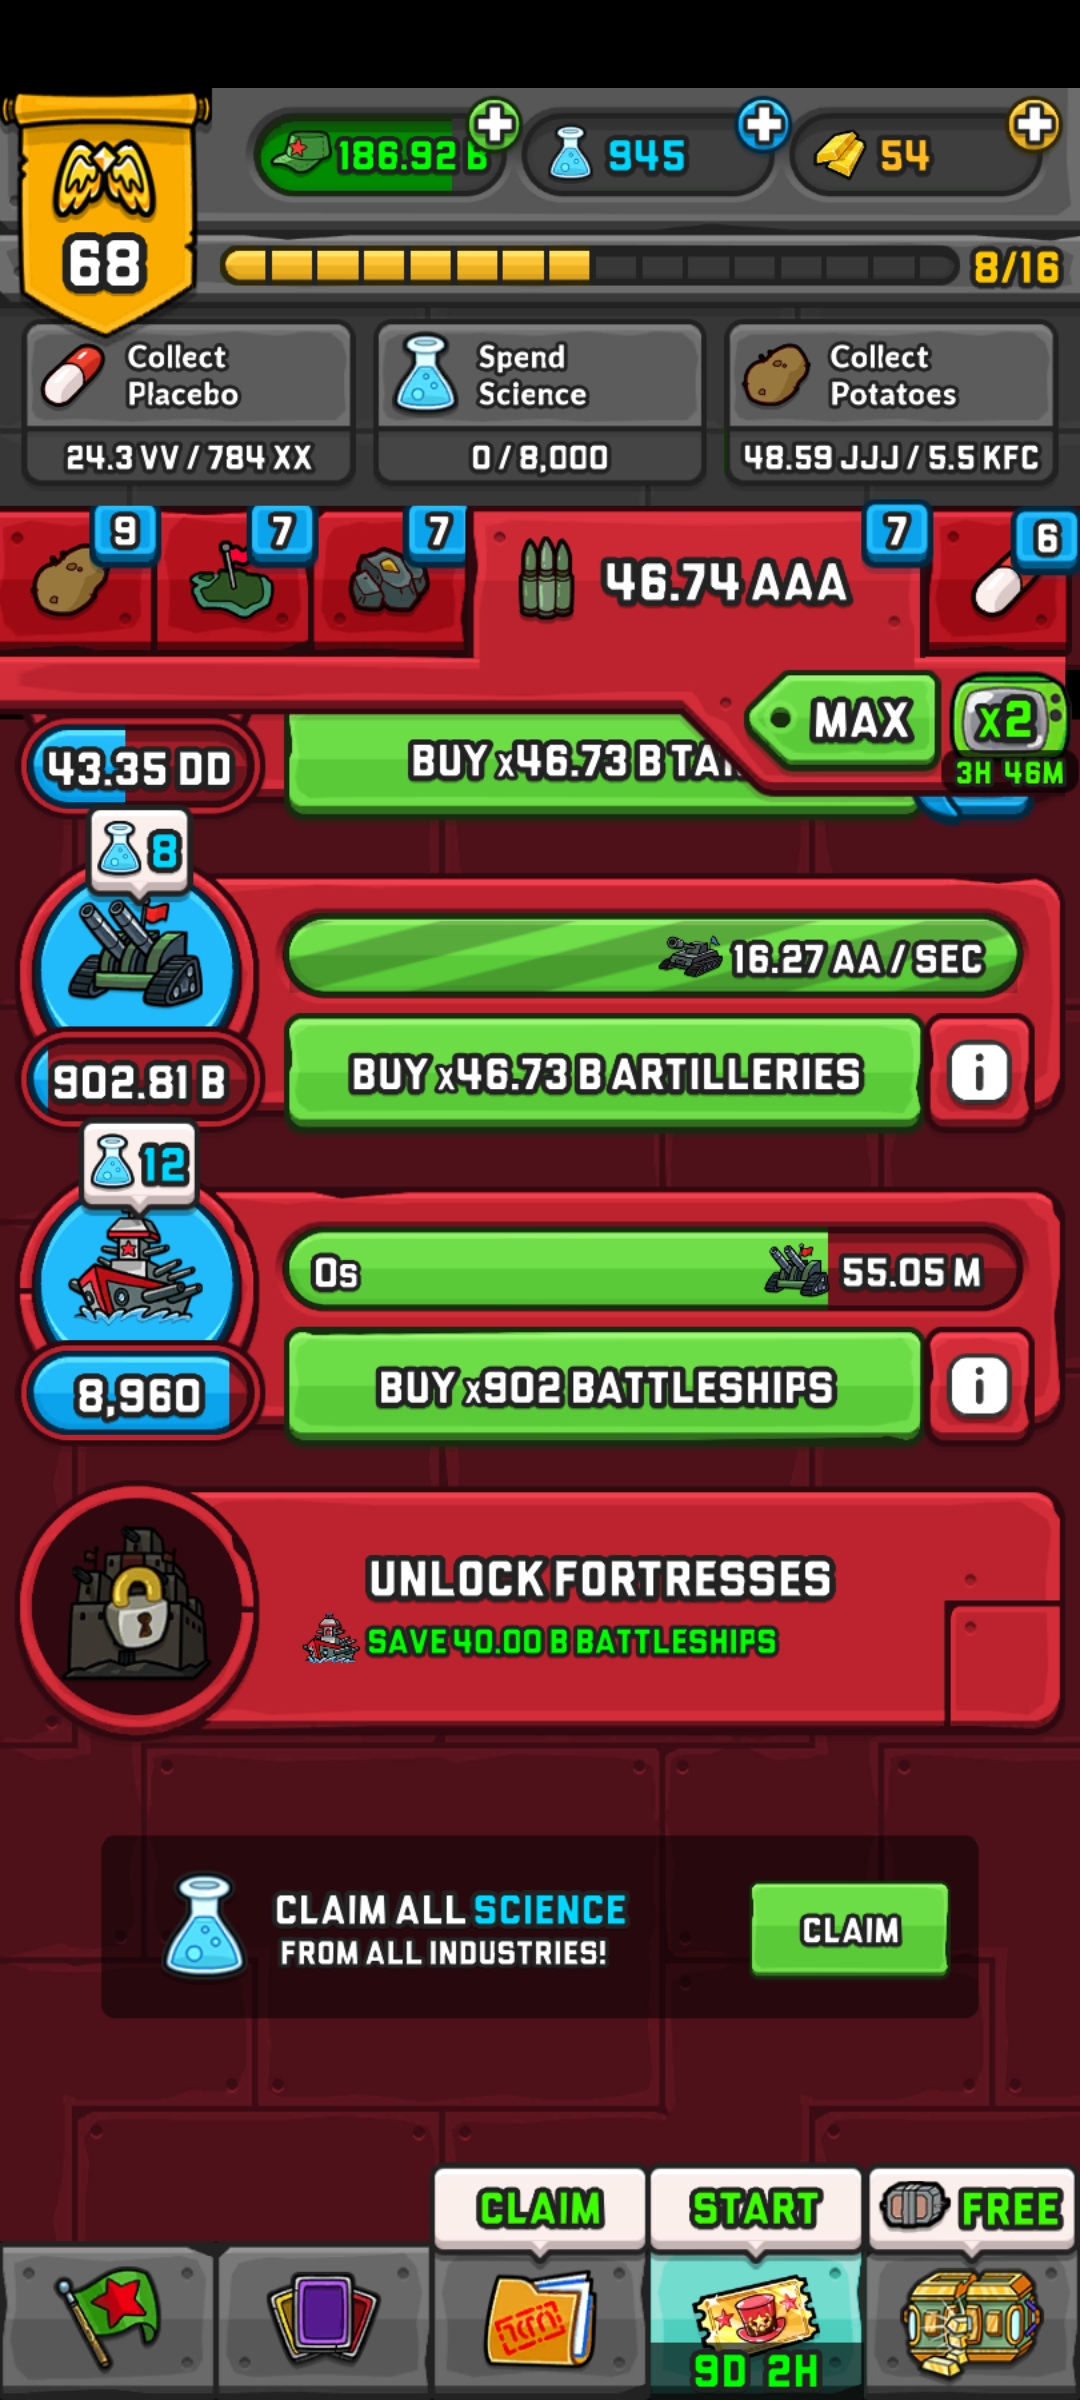 186.92 B
945
54
68
8/16
Collect
Placebo
24.3 VV / 784 XX
Spend
Science
0 / 8,000
Collect
Potatoes
48.59 JJJ / 5.5 KFC
9
7
7
46.74 AAA
7
6
MAX
x2
3H 46M
43.35 DD
BUY x46.73 B
8
16.27 AA / SEC
902.81 B
BUY x46.73 B ARTILLERIES
i
12
0s
55.05 M
8,960
BUY x902 BATTLESHIPS
i
UNLOCK FORTRESSES
SAVE 40.00 B BATTLESHIPS
CLAIM ALL SCIENCE
FROM ALL INDUSTRIES!
CLAIM
CLAIM
START
FREE
9D 2H